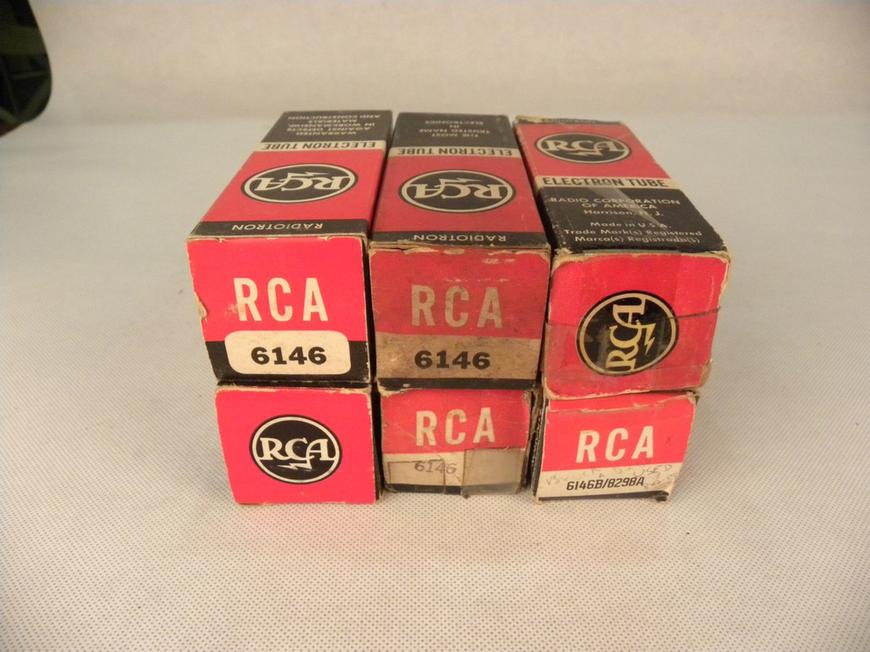 WARRANTED
AGAINST DEFECTS
IN WORKMANSHIP,
MATERIALS
AND CONSTRUCTION
ELECTRON TUBE
RCA
RADIOTRON
RCA
6146
THE MOST
TRUSTED NAME
IN
ELECTRONICS
ELECTRON TUBE
RCA
RADIOTRON
RCA
6146
RCA
ELECTRON TUBE
RADIO CORPORATION
OF AMERICA
Harrison, N. J.
Made in U.S.A.
Trade Mark(s) Registered
Marca(s) Registrada(s)
RCA
RCA
RCA
6146
RCA
USED
6146B/8298A